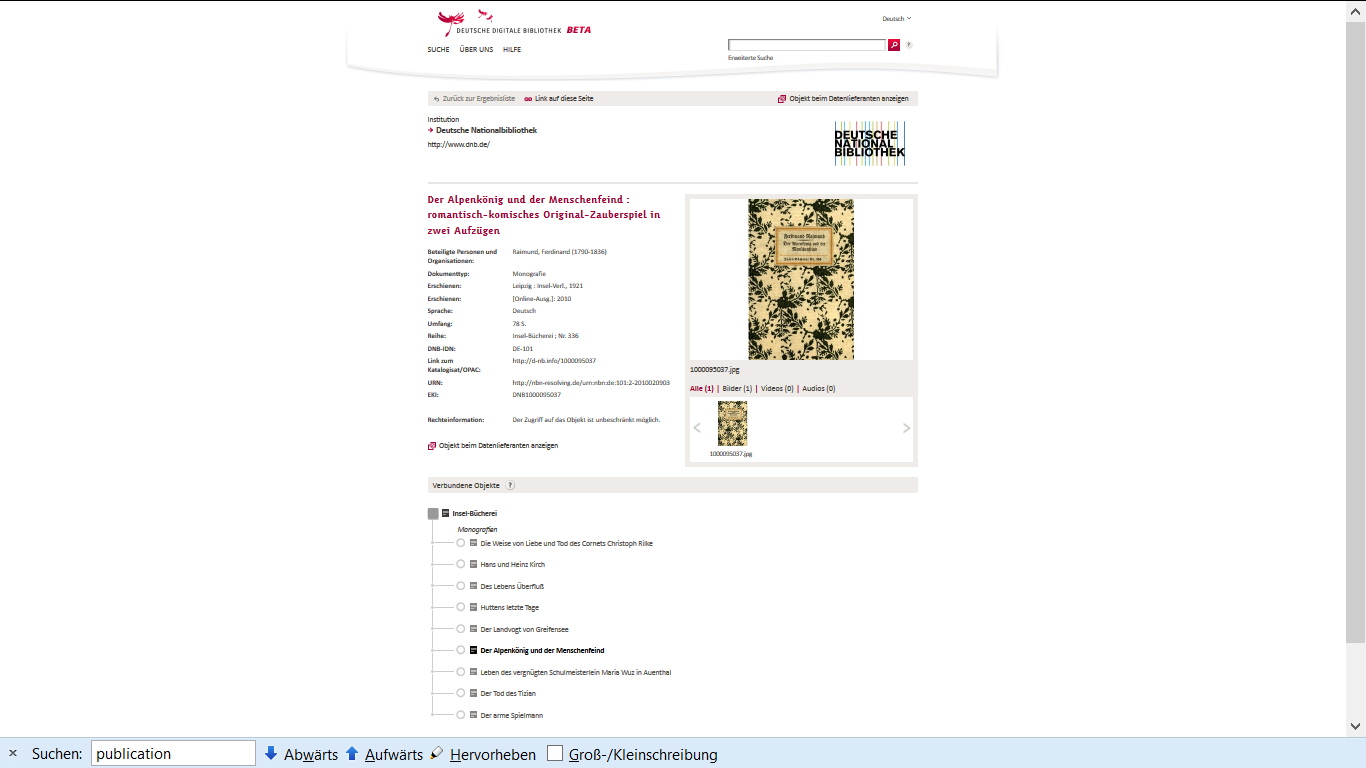 Deutsch
DEUTSCHE DIGITALE BIBLIOTHEK BETA
SUCHE ÜBER UNS HILFE
?
Erweiterte Suche
Zurück zur Ergebnisliste Link auf diese Seite Objekt beim Datenlieferanten anzeigen
Institution
Deutsche Nationalbibliothek
http://www.dnb.de/
DEUTSCHE
NATIONAL
BIBLIOTHEK
Der Alpenkönig und der Menschenfeind :
romantisch-komisches Original-Zauberspiel in
zwei Aufzügen
Beteiligte Personen und
Organisationen:
Raimund, Ferdinand (1790-1836)
Dokumenttyp: Monografie
Erschienen: Leipzig : Insel-Verl., 1921
Erschienen: [Online-Ausg.]: 2010
Sprache: Deutsch
Umfang: 78 S.
Reihe: Insel-Bücherei ; Nr. 336
DNB-IDN: DE-101
Link zum
Katalogisat/OPAC:
http://d-nb.info/1000095037
URN: http://nbn-resolving.de/urn:nbn:de:101:2-2010020903
EKI: DNB1000095037
Rechteinformation: Der Zugriff auf das Objekt ist unbeschränkt möglich.
Objekt beim Datenlieferanten anzeigen
Ferdinand Raimund
Der Alpenkönig und der
Menschenfeind
1000095037.jpg
Alle (1) | Bilder (1) | Videos (0) | Audios (0)
1000095037.jpg
Verbundene Objekte ?
Insel-Bücherei
Monografien
Die Weise von Liebe und Tod des Cornets Christoph Rilke
Hans und Heinz Kirch
Des Lebens Überfluß
Huttens letzte Tage
Der Landvogt von Greifensee
Der Alpenkönig und der Menschenfeind
Leben des vergnügten Schulmeisterlein Maria Wuz in Auenthal
Der Tod des Tizian
Der arme Spielmann
× Suchen: publication Abwärts Aufwärts Hervorheben Groß-/Kleinschreibung